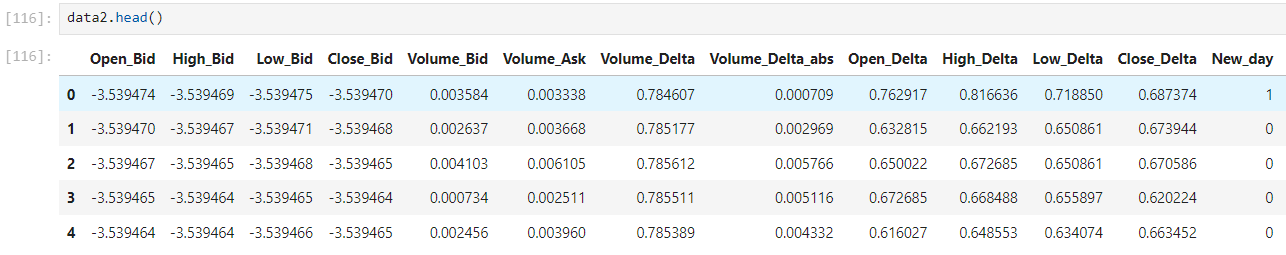 [116]: data2.head()
[116]: Open_Bid High_Bid Low_Bid Close_Bid Volume_Bid Volume_Ask Volume_Delta Volume_Delta_abs Open_Delta High_Delta Low_Delta Close_Delta New_day
0 -3.539474 -3.539469 -3.539475 -3.539470 0.003584 0.003338 0.784607 0.000709 0.762917 0.816636 0.718850 0.687374 1
1 -3.539470 -3.539467 -3.539471 -3.539468 0.002637 0.003668 0.785177 0.002969 0.632815 0.662193 0.650861 0.673944 0
2 -3.539467 -3.539465 -3.539468 -3.539465 0.004103 0.006105 0.785612 0.005766 0.650022 0.672685 0.650861 0.670586 0
3 -3.539465 -3.539464 -3.539465 -3.539464 0.000734 0.002511 0.785511 0.005116 0.672685 0.668488 0.655897 0.620224 0
4 -3.539464 -3.539464 -3.539466 -3.539465 0.002456 0.003960 0.785389 0.004332 0.616027 0.648553 0.634074 0.663452 0